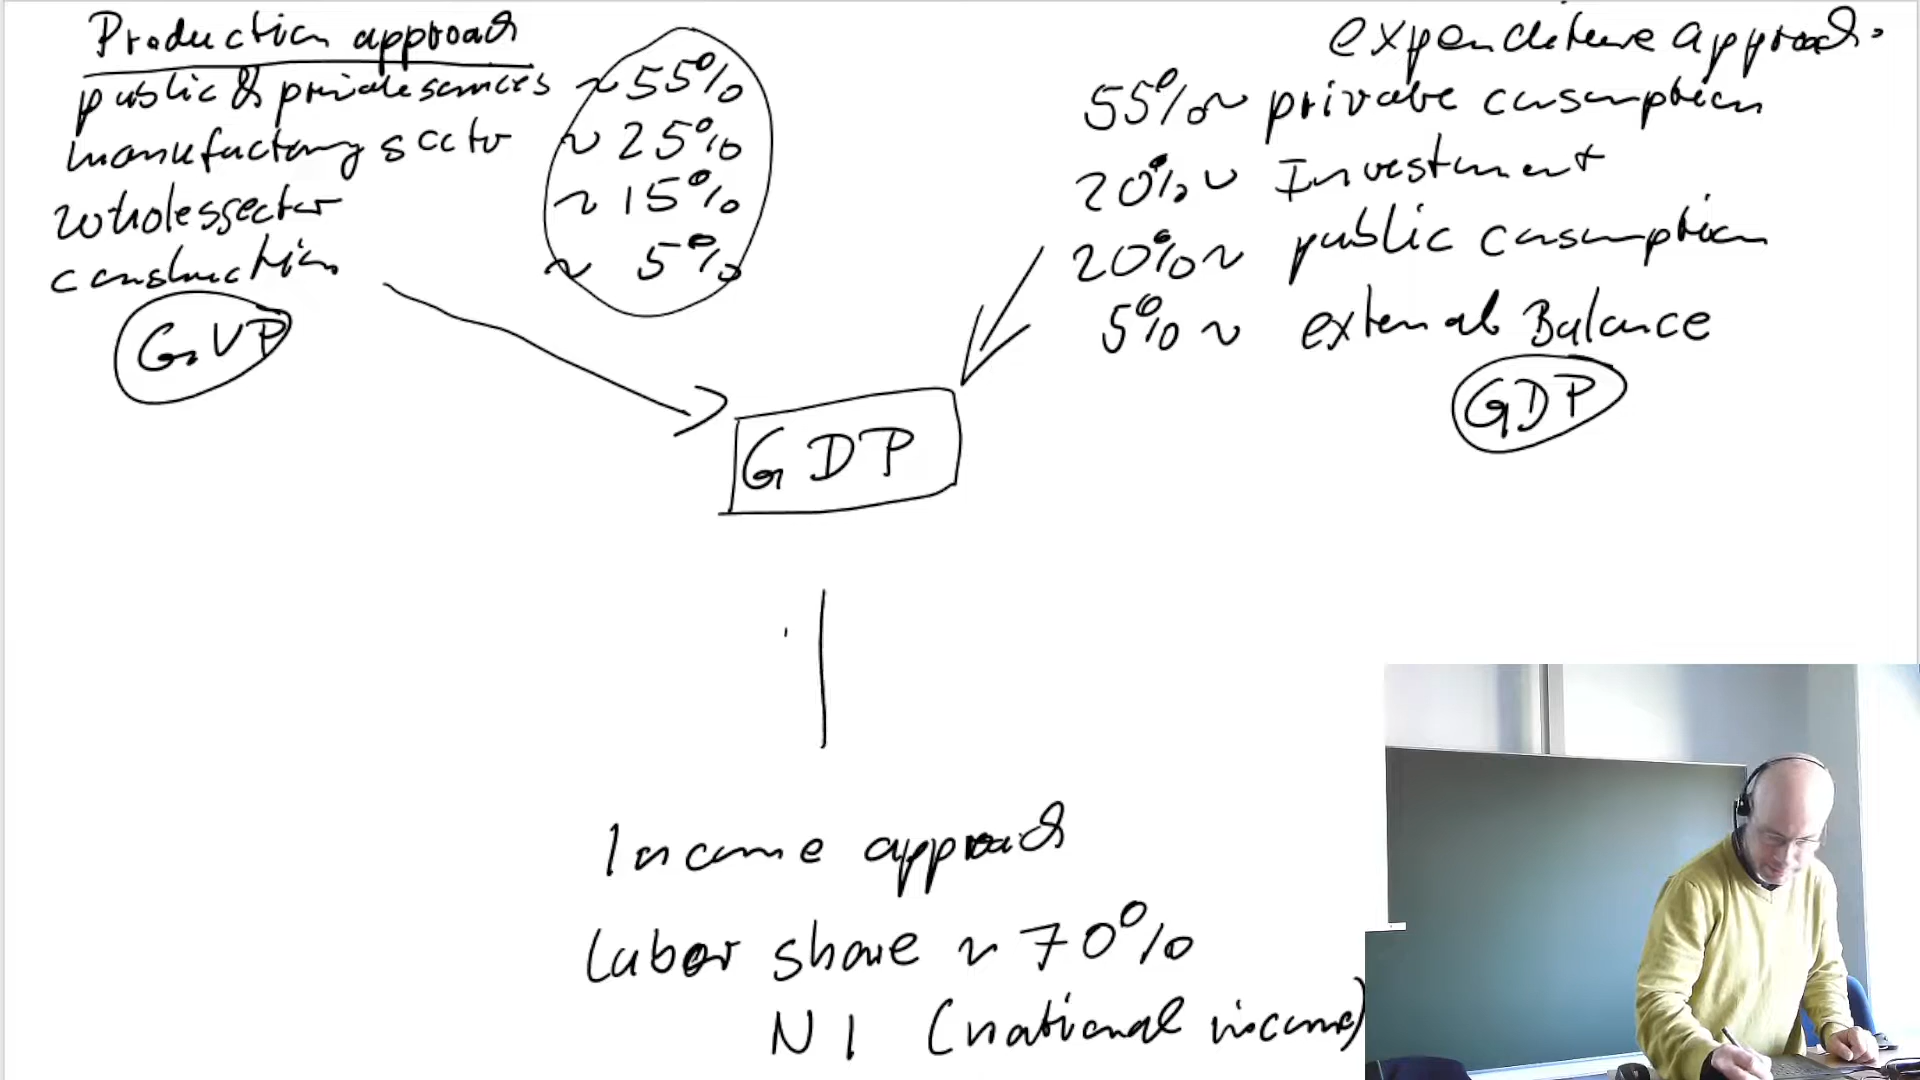 Production approach
public & private services ~ 55%
manufacturing sector ~ 25%
wholessector ~ 15%
construction ~ 5%
GVP
expenditure approach
55% ~ private consumption
20% ~ Investment
20% ~ public consumption
5% ~ external Balance
GDP
GDP
Income approach
Labor share ~ 70%
NI (national income)